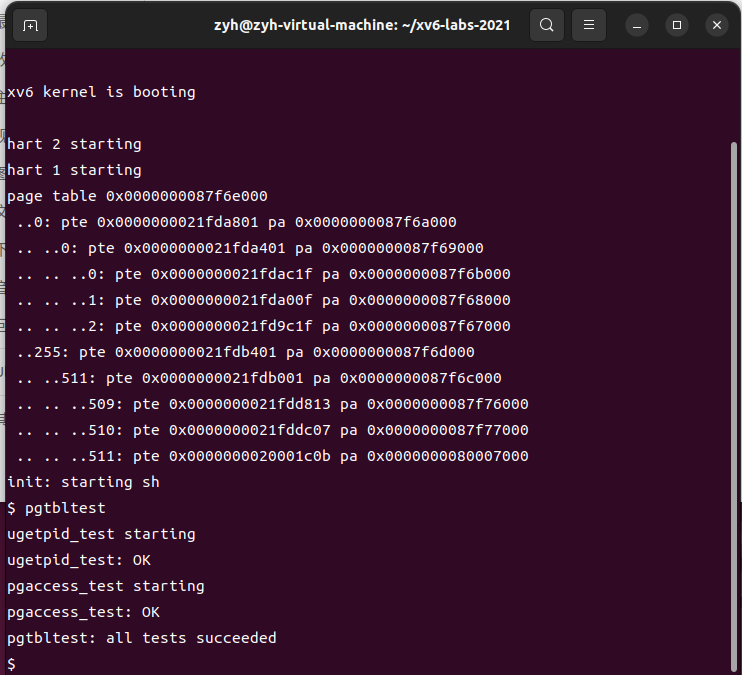 zyh@zyh-virtual-machine: ~/xv6-labs-2021
xv6 kernel is booting
hart 2 starting
hart 1 starting
page table 0x0000000087f6e000
..0: pte 0x0000000021fda801 pa 0x0000000087f6a000
.. ..0: pte 0x0000000021fda401 pa 0x0000000087f69000
.. .. ..0: pte 0x0000000021fdac1f pa 0x0000000087f6b000
.. .. ..1: pte 0x0000000021fda00f pa 0x0000000087f68000
.. .. ..2: pte 0x0000000021fd9c1f pa 0x0000000087f67000
..255: pte 0x0000000021fdb401 pa 0x0000000087f6d000
.. ..511: pte 0x0000000021fdb001 pa 0x0000000087f6c000
.. .. ..509: pte 0x0000000021fdd813 pa 0x0000000087f76000
.. .. ..510: pte 0x0000000021fddc07 pa 0x0000000087f77000
.. .. ..511: pte 0x0000000020001c0b pa 0x0000000080007000
init: starting sh
$ pgtbltest
ugetpid_test starting
ugetpid_test: OK
pgaccess_test starting
pgaccess_test: OK
pgtbltest: all tests succeeded
$